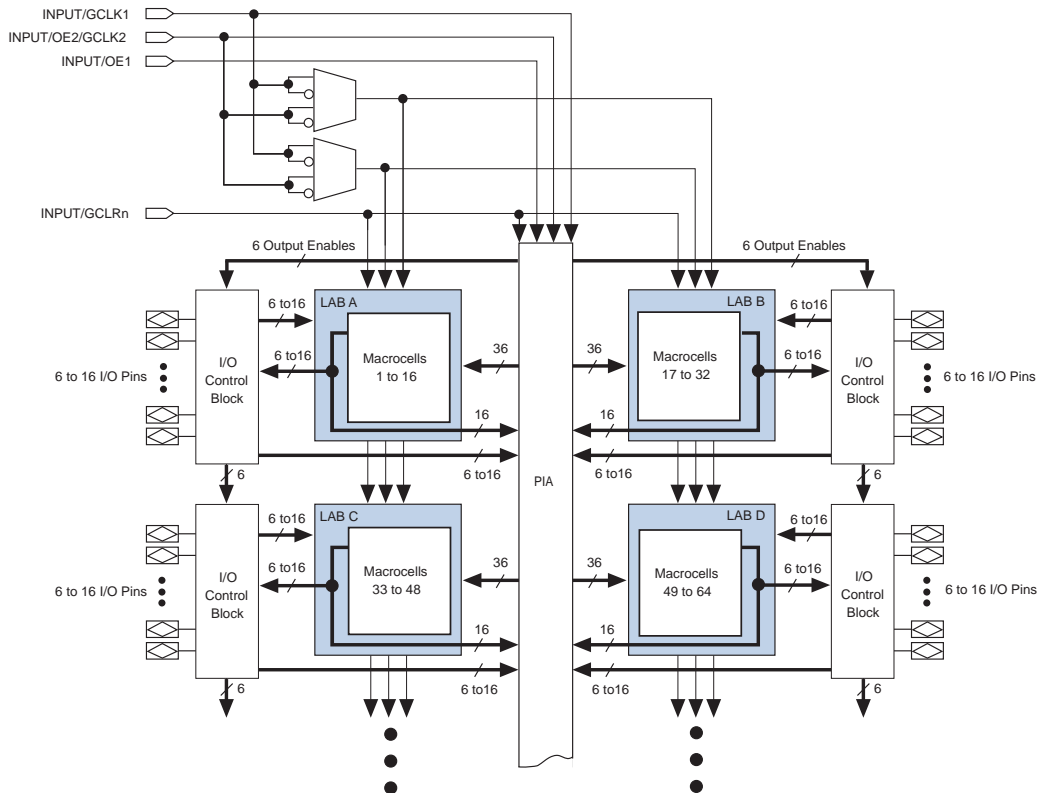 INPUT/GCLK1
INPUT/OE2/GCLK2
INPUT/OE1
INPUT/GCLRn
6 Output Enables
6 Output Enables
LAB A
LAB B
6 to16
6 to16
I/O
Control
Block
6 to16
Macrocells
1 to 16
36
36
Macrocells
17 to 32
6 to16
I/O
Control
Block
6 to 16 I/O Pins
6 to 16 I/O Pins
16
16
6 to16
6 to16
PIA
6
6
LAB C
LAB D
6 to16
6 to16
I/O
Control
Block
6 to16
Macrocells
33 to 48
36
36
Macrocells
49 to 64
6 to16
I/O
Control
Block
6 to 16 I/O Pins
6 to 16 I/O Pins
16
16
6 to16
6 to16
6
6